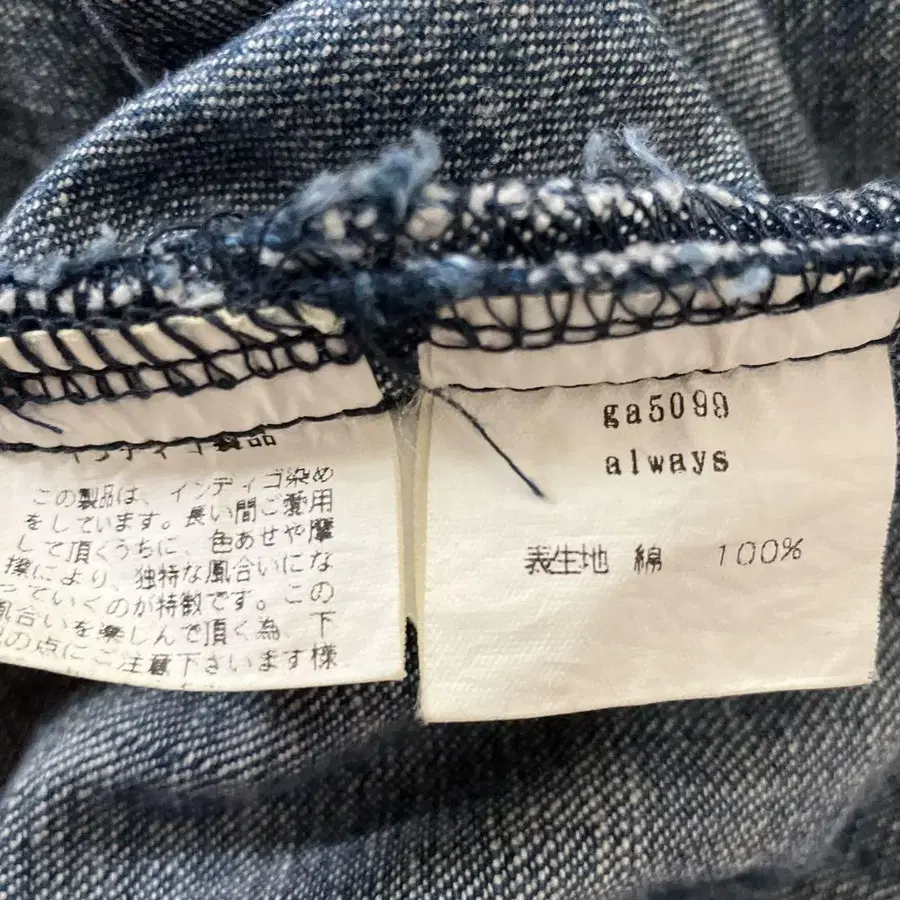 インディゴ製品
この製品は、インディゴ染め
をしています。長い間ご愛用
して頂くうちに、色あせや摩
擦により、独特な風合いにな
っていくのが特徴です。この
風合いを楽しんで頂く為、下
の点にご注意下さいます様
ga5099
always
表生地 綿 100%